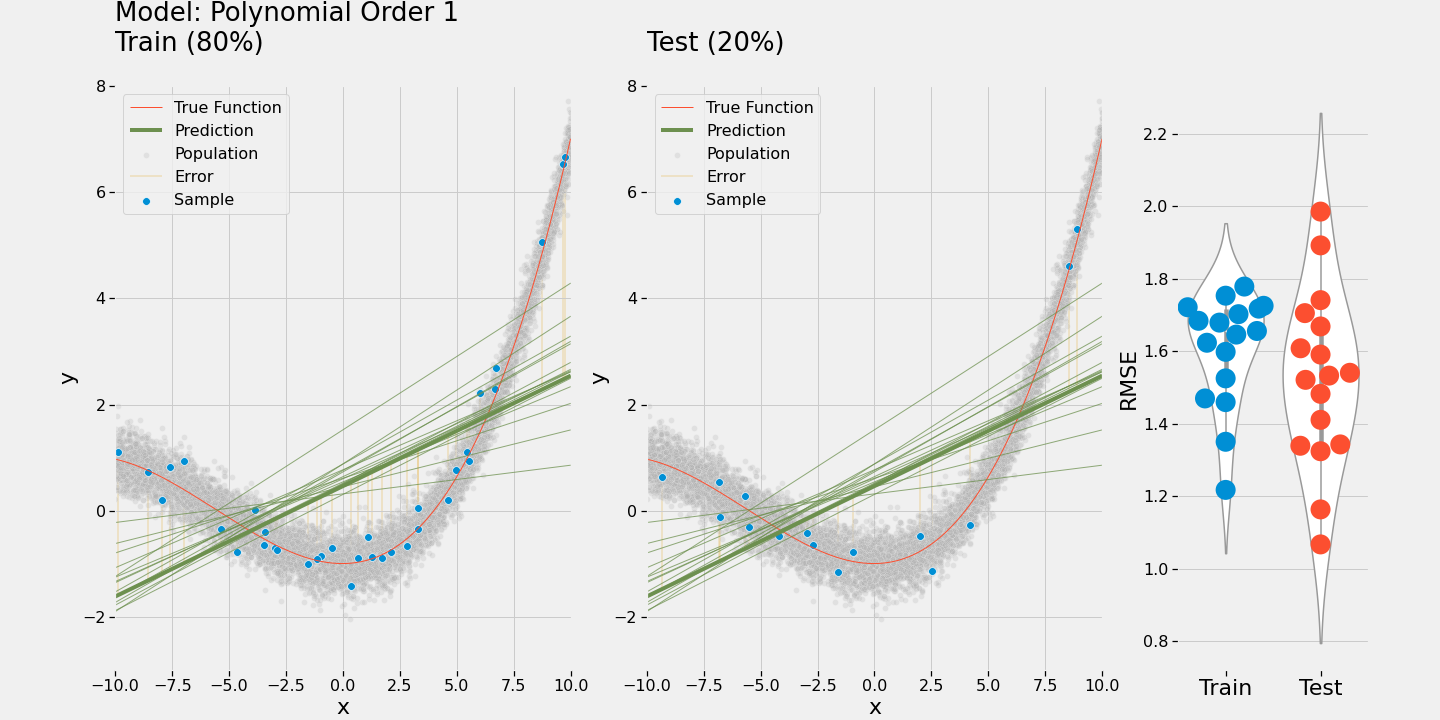 Model: Polynomial Order 1
Train (80%)
Test (20%)
8
6
4
2
0
−2
y
True Function
Prediction
Population
Error
Sample
−10.0 −7.5 −5.0 −2.5 0.0 2.5 5.0 7.5 10.0
x
8
6
4
2
0
−2
y
True Function
Prediction
Population
Error
Sample
−10.0 −7.5 −5.0 −2.5 0.0 2.5 5.0 7.5 10.0
x
2.2
2.0
1.8
1.6
1.4
1.2
1.0
0.8
RMSE
Train Test